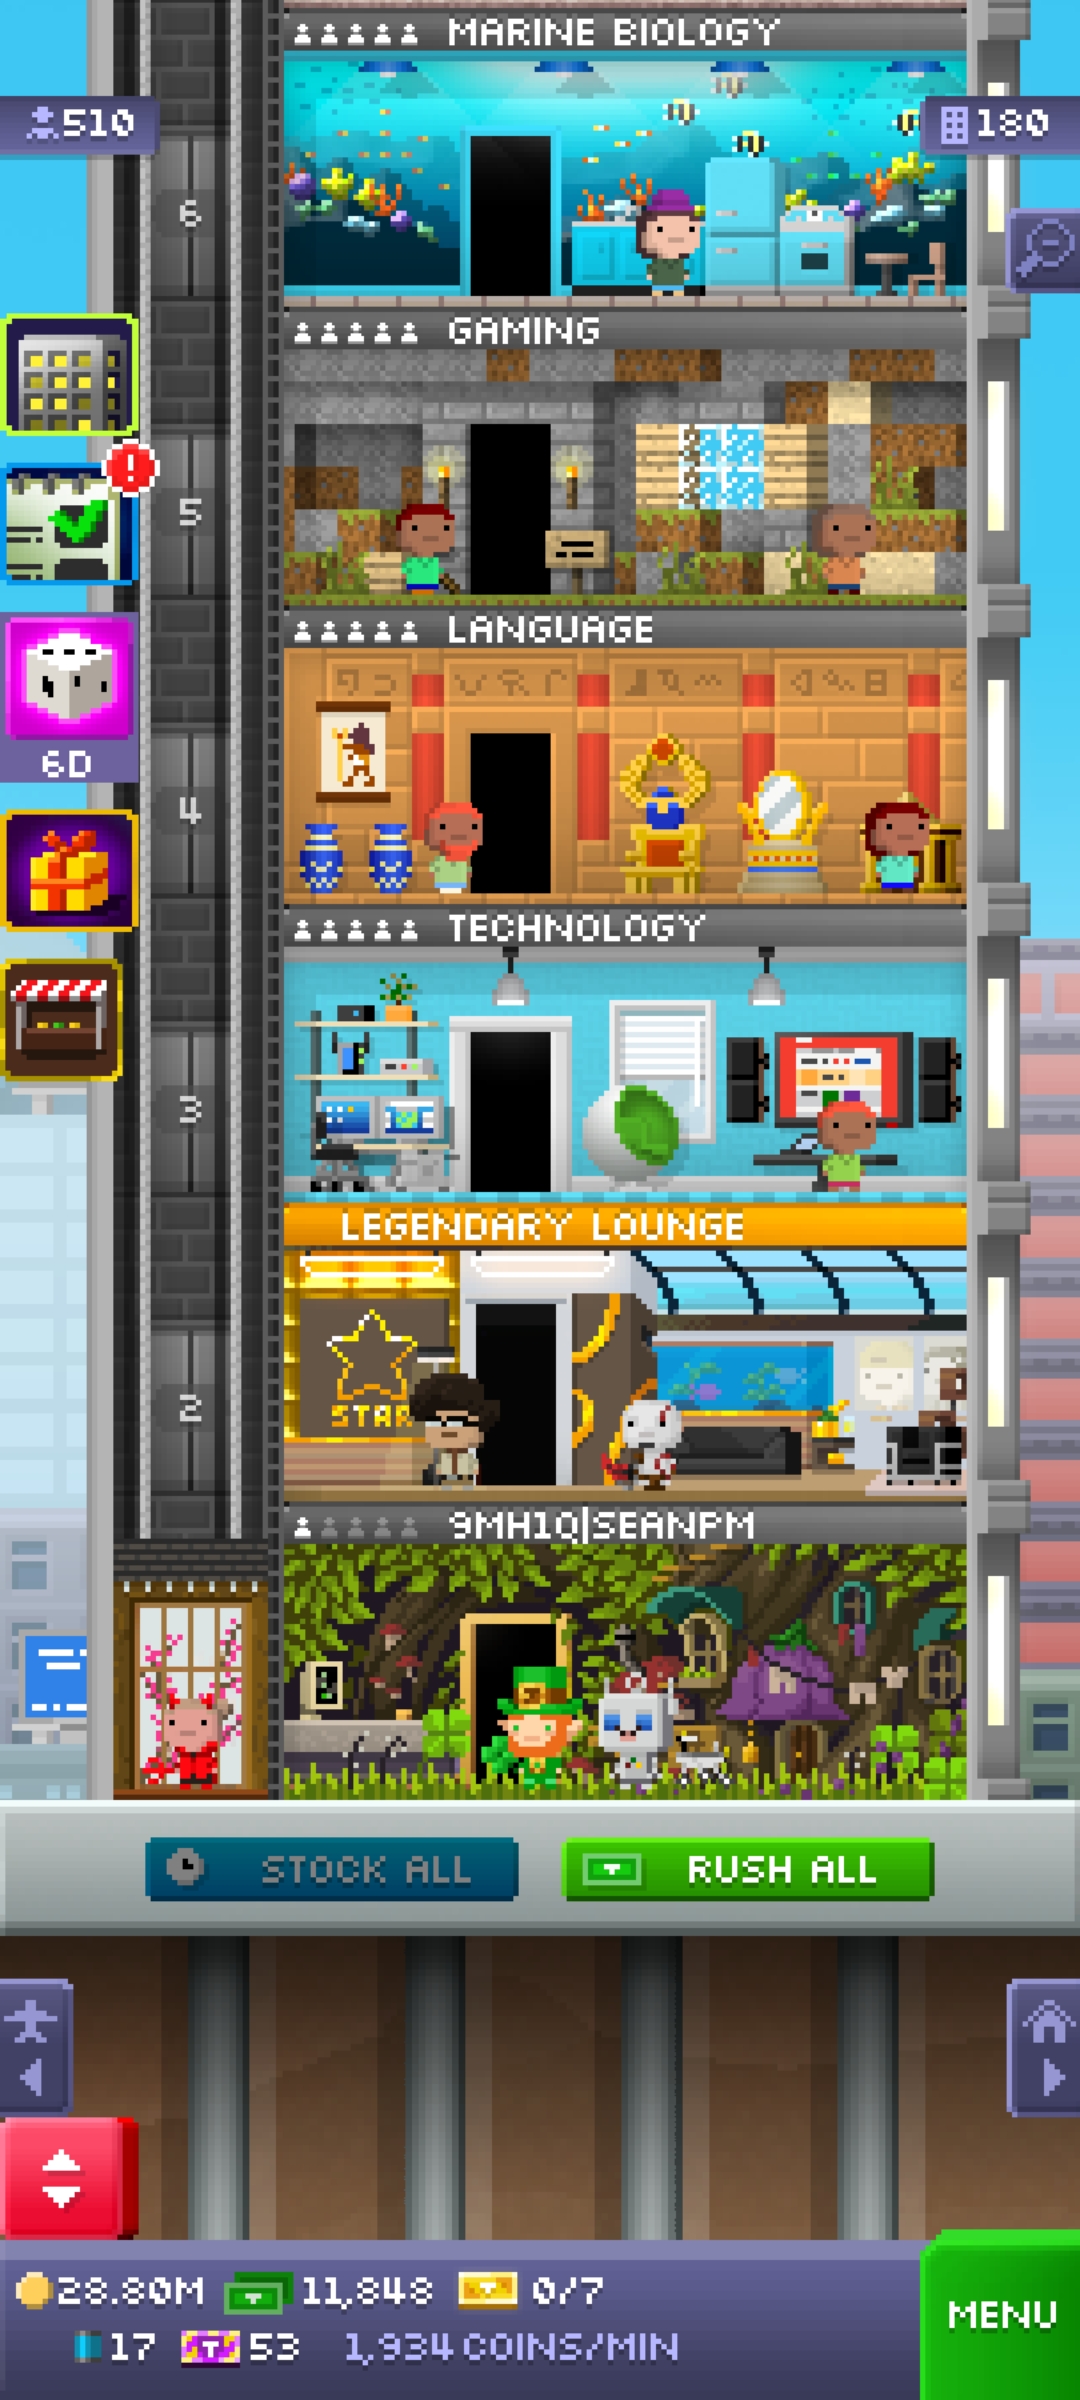 MARINE BIOLOGY
510
180
6
GAMING
5
LANGUAGE
6D
4
TECHNOLOGY
3
LEGENDARY LOUNGE
STAR
2
9MH1Q|SEANPM
STOCK ALL
RUSH ALL
28.80M 11,848 0/7
MENU
17 53 1,934 COINS/MIN